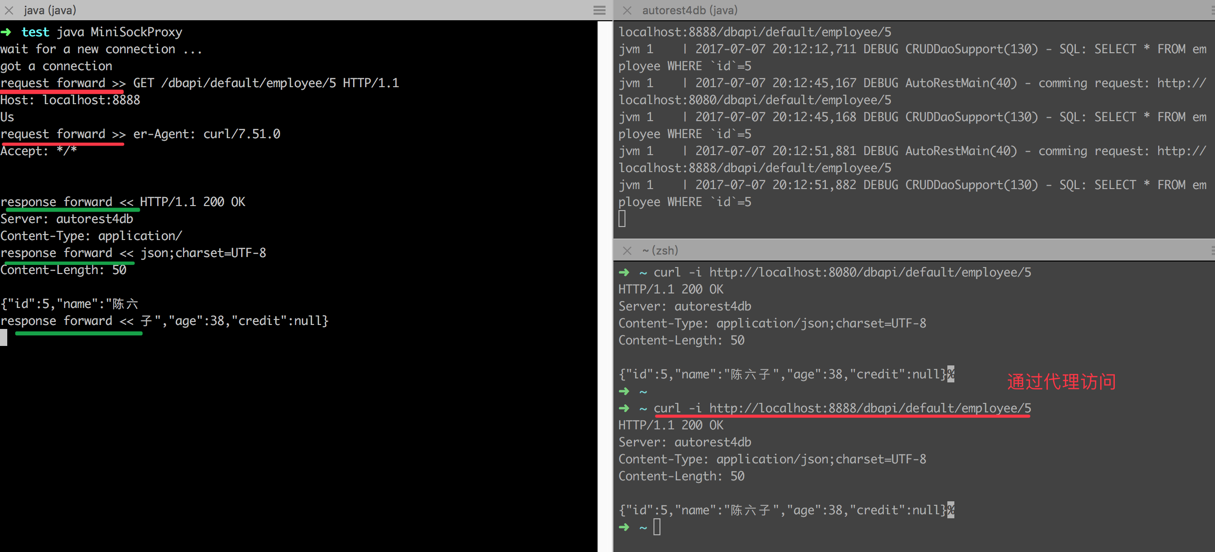 java (java)
➜ test java MiniSockProxy
wait for a new connection ...
got a connection
request forward >> GET /dbapi/default/employee/5 HTTP/1.1
Host: localhost:8888
Us
request forward >> er-Agent: curl/7.51.0
Accept: */*
response forward << HTTP/1.1 200 OK
Server: autorest4db
Content-Type: application/
response forward << json;charset=UTF-8
Content-Length: 50
{"id":5,"name":"陈六
response forward << 子","age":38,"credit":null}
autorest4db (java)
localhost:8888/dbapi/default/employee/5
jvm 1    | 2017-07-07 20:12:12,711 DEBUG CRUDDaoSupport(130) - SQL: SELECT * FROM em
ployee WHERE `id`=5
jvm 1    | 2017-07-07 20:12:45,167 DEBUG AutoRestMain(40) - comming request: http://
localhost:8080/dbapi/default/employee/5
jvm 1    | 2017-07-07 20:12:45,168 DEBUG CRUDDaoSupport(130) - SQL: SELECT * FROM em
ployee WHERE `id`=5
jvm 1    | 2017-07-07 20:12:51,881 DEBUG AutoRestMain(40) - comming request: http://
localhost:8888/dbapi/default/employee/5
jvm 1    | 2017-07-07 20:12:51,882 DEBUG CRUDDaoSupport(130) - SQL: SELECT * FROM em
ployee WHERE `id`=5
~ (zsh)
➜ ~ curl -i http://localhost:8080/dbapi/default/employee/5
HTTP/1.1 200 OK
Server: autorest4db
Content-Type: application/json;charset=UTF-8
Content-Length: 50
{"id":5,"name":"陈六子","age":38,"credit":null}%
通过代理访问
➜ ~
➜ ~ curl -i http://localhost:8888/dbapi/default/employee/5
HTTP/1.1 200 OK
Server: autorest4db
Content-Type: application/json;charset=UTF-8
Content-Length: 50
{"id":5,"name":"陈六子","age":38,"credit":null}%
➜ ~